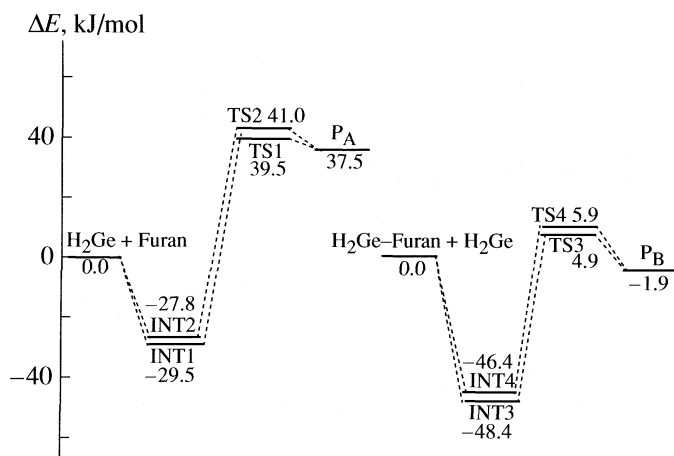 ΔE, kJ/mol
40
0
−40
H₂Ge + Furan
0.0
−27.8
INT2
INT1
−29.5
TS2 41.0
TS1
39.5
P_A
37.5
H₂Ge–Furan + H₂Ge
0.0
−46.4
INT4
INT3
−48.4
TS4 5.9
TS3
4.9
P_B
−1.9